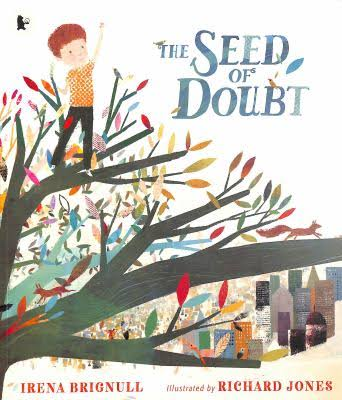 THE SEED
OF
DOUBT
IRENA BRIGNULL Illustrated by RICHARD JONES